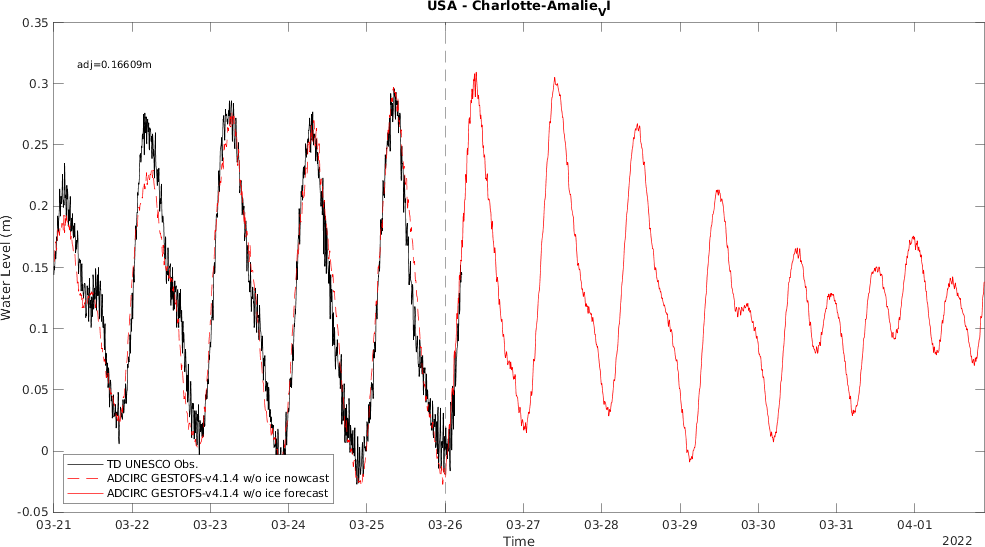 USA - Charlotte-Amalie_VI
0.35
adj=0.16609m
0.3
0.25
0.2
0.15
0.1
0.05
0
-0.05
Water Level (m)
TD UNESCO Obs.
ADCIRC GESTOFS-v4.1.4 w/o ice nowcast
ADCIRC GESTOFS-v4.1.4 w/o ice forecast
03-21 03-22 03-23 03-24 03-25 03-26 03-27 03-28 03-29 03-30 03-31 04-01
Time
2022